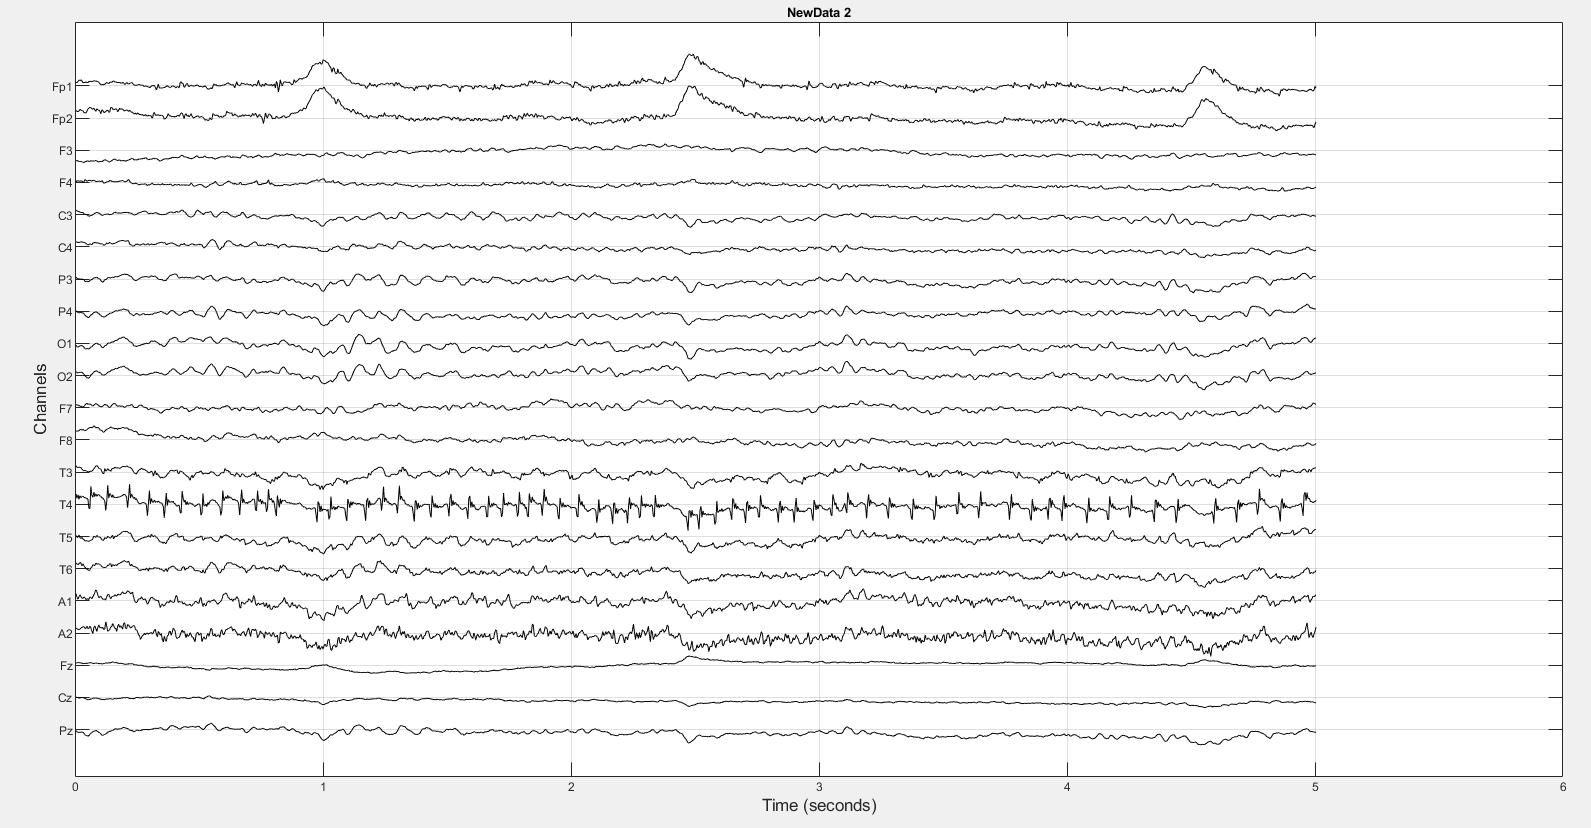 NewData 2
Fp1
Fp2
F3
F4
C3
C4
P3
P4
O1
O2
F7
F8
T3
T4
T5
T6
A1
A2
Fz
Cz
Pz
Channels
0 1 2 3 4 5 6
Time (seconds)